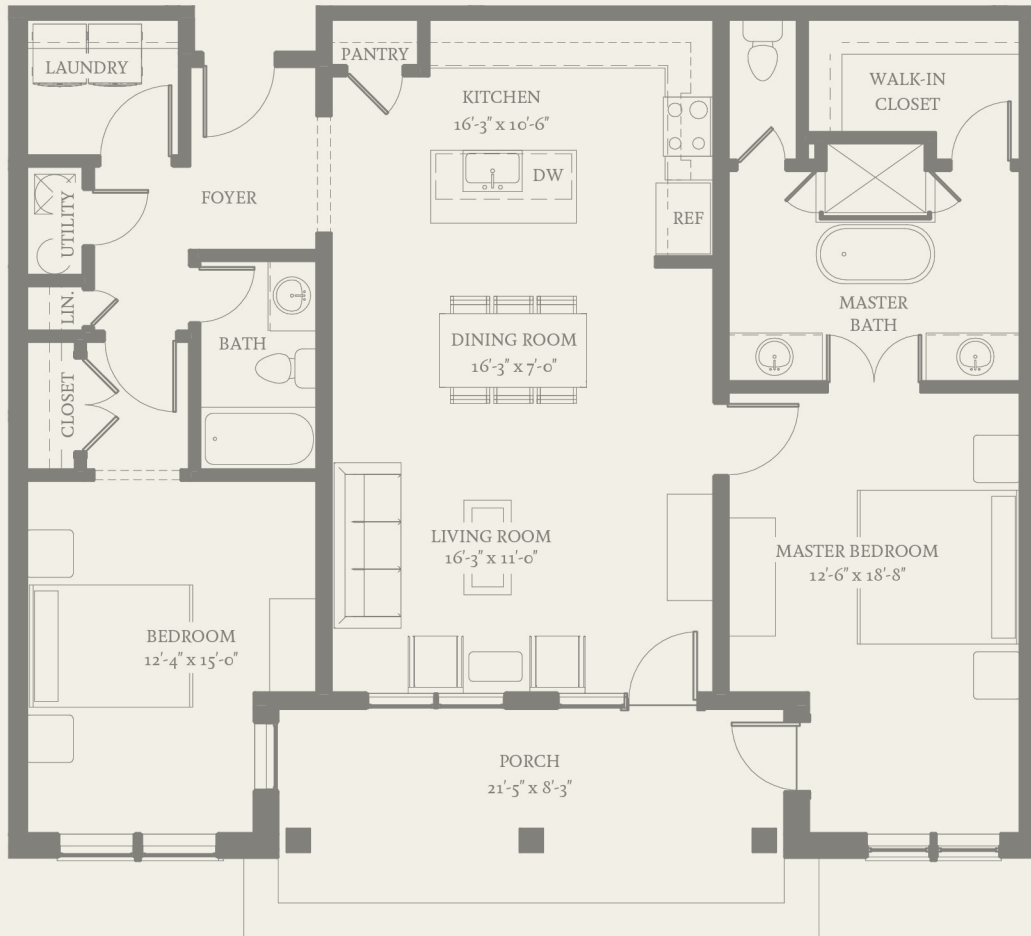 LAUNDRY
PANTRY
KITCHEN
16'-3" x 10'-6"
WALK-IN
CLOSET
DW
FOYER
UTILITY
REF
LIN.
MASTER
BATH
BATH
DINING ROOM
16'-3" x 7'-0"
CLOSET
LIVING ROOM
16'-3" x 11'-0"
MASTER BEDROOM
12'-6" x 18'-8"
BEDROOM
12'-4" x 15'-0"
PORCH
21'-5" x 8'-3"